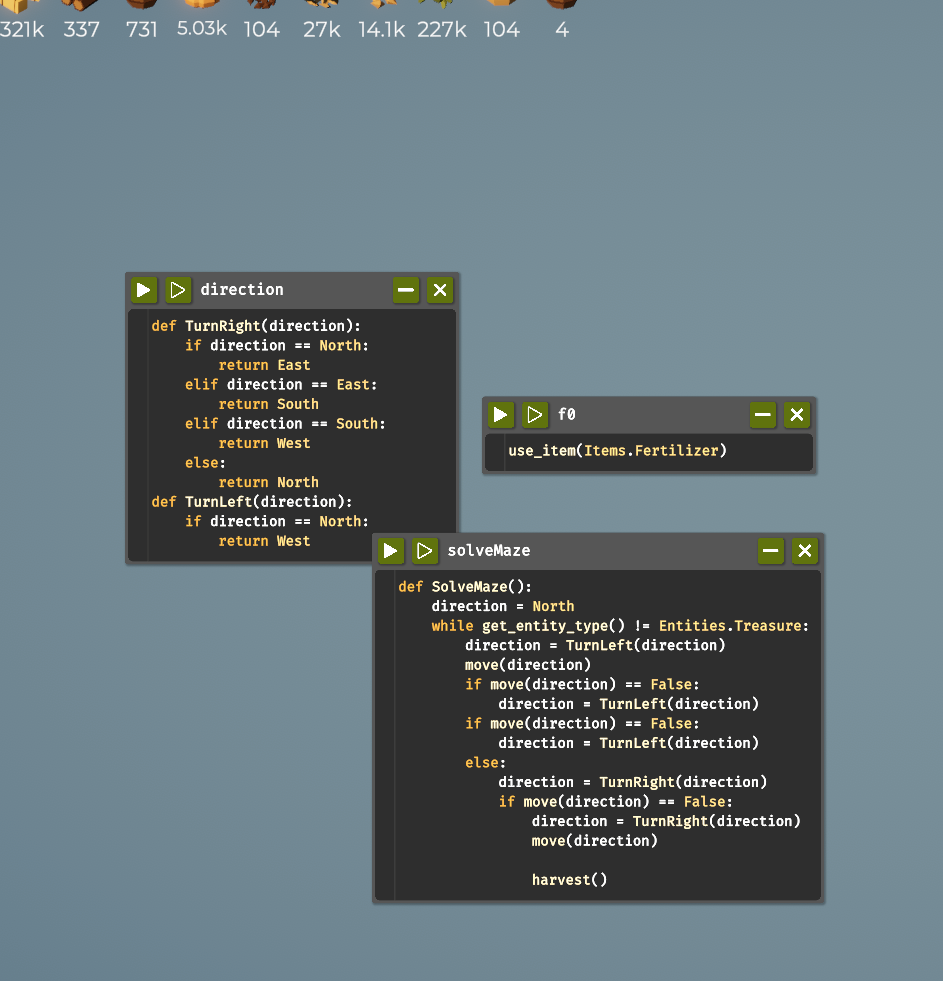 321k 337 731 5.03k 104 27k 14.1k 227k 104 4
direction
def TurnRight(direction):
if direction == North:
return East
elif direction == East:
return South
elif direction == South:
return West
else:
return North
def TurnLeft(direction):
if direction == North:
return West
f0
use_item(Items.Fertilizer)
solveMaze
def SolveMaze():
direction = North
while get_entity_type() != Entities.Treasure:
direction = TurnLeft(direction)
move(direction)
if move(direction) == False:
direction = TurnLeft(direction)
if move(direction) == False:
direction = TurnLeft(direction)
else:
direction = TurnRight(direction)
if move(direction) == False:
direction = TurnRight(direction)
move(direction)
harvest()